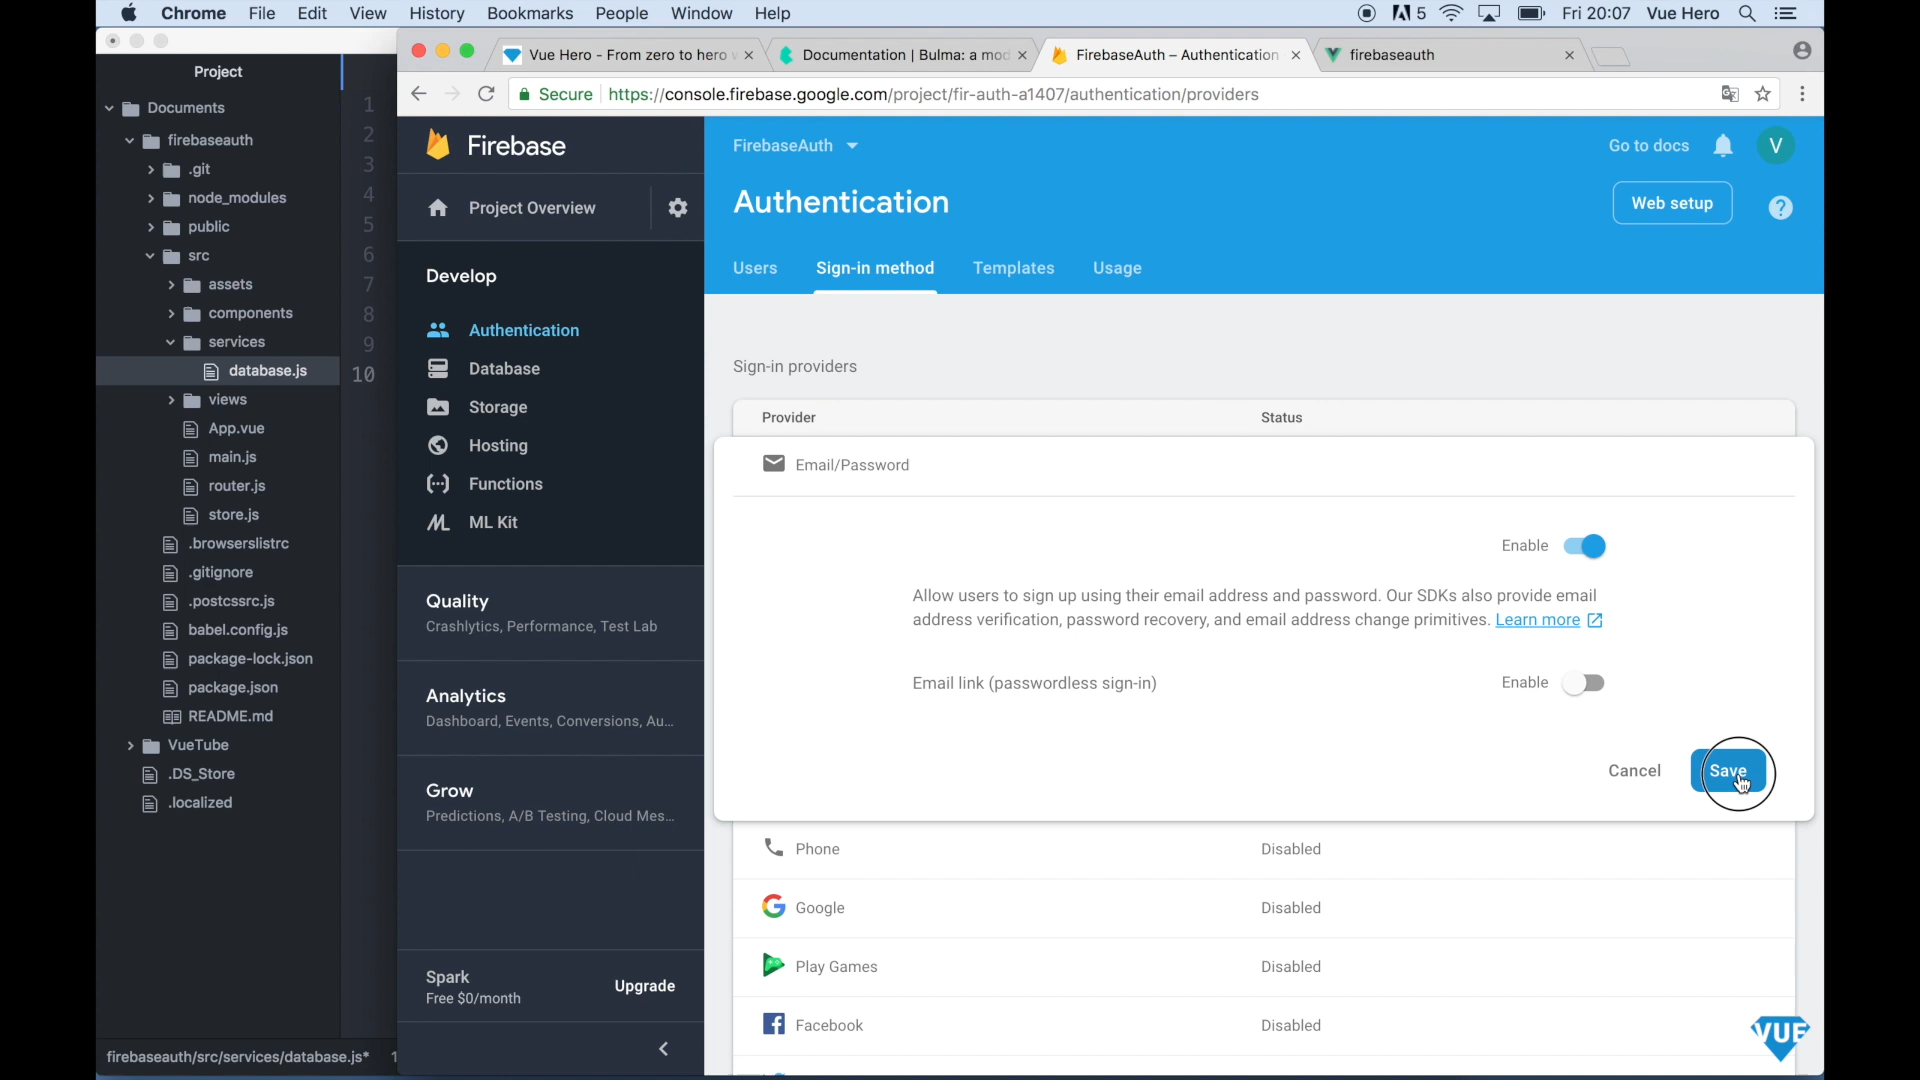 Chrome File Edit View History Bookmarks People Window Help
5 Fri 20:07 Vue Hero
Project
Documents
firebaseauth
.git
node_modules
public
src
assets
components
services
database.js
views
App.vue
main.js
router.js
store.js
.browserslistrc
.gitignore
.postcssrc.js
babel.config.js
package-lock.json
package.json
README.md
VueTube
.DS_Store
.localized
firebaseauth/src/services/database.js* 1
1
2
3
4
5
6
7
8
9
10
Vue Hero - From zero to hero w
Documentation | Bulma: a mod
FirebaseAuth – Authentication
firebaseauth
Secure https://console.firebase.google.com/project/fir-auth-a1407/authentication/providers
Firebase
Project Overview
Develop
Authentication
Database
Storage
Hosting
Functions
ML Kit
Quality
Crashlytics, Performance, Test Lab
Analytics
Dashboard, Events, Conversions, Au...
Grow
Predictions, A/B Testing, Cloud Mes...
Spark
Free $0/month
Upgrade
FirebaseAuth
Go to docs
V
Authentication
Web setup
?
Users Sign-in method Templates Usage
Sign-in providers
Provider Status
Email/Password
Enable
Allow users to sign up using their email address and password. Our SDKs also provide email
address verification, password recovery, and email address change primitives. Learn more
Email link (passwordless sign-in) Enable
Cancel Save
Phone Disabled
Google Disabled
Play Games Disabled
Facebook Disabled
VUE